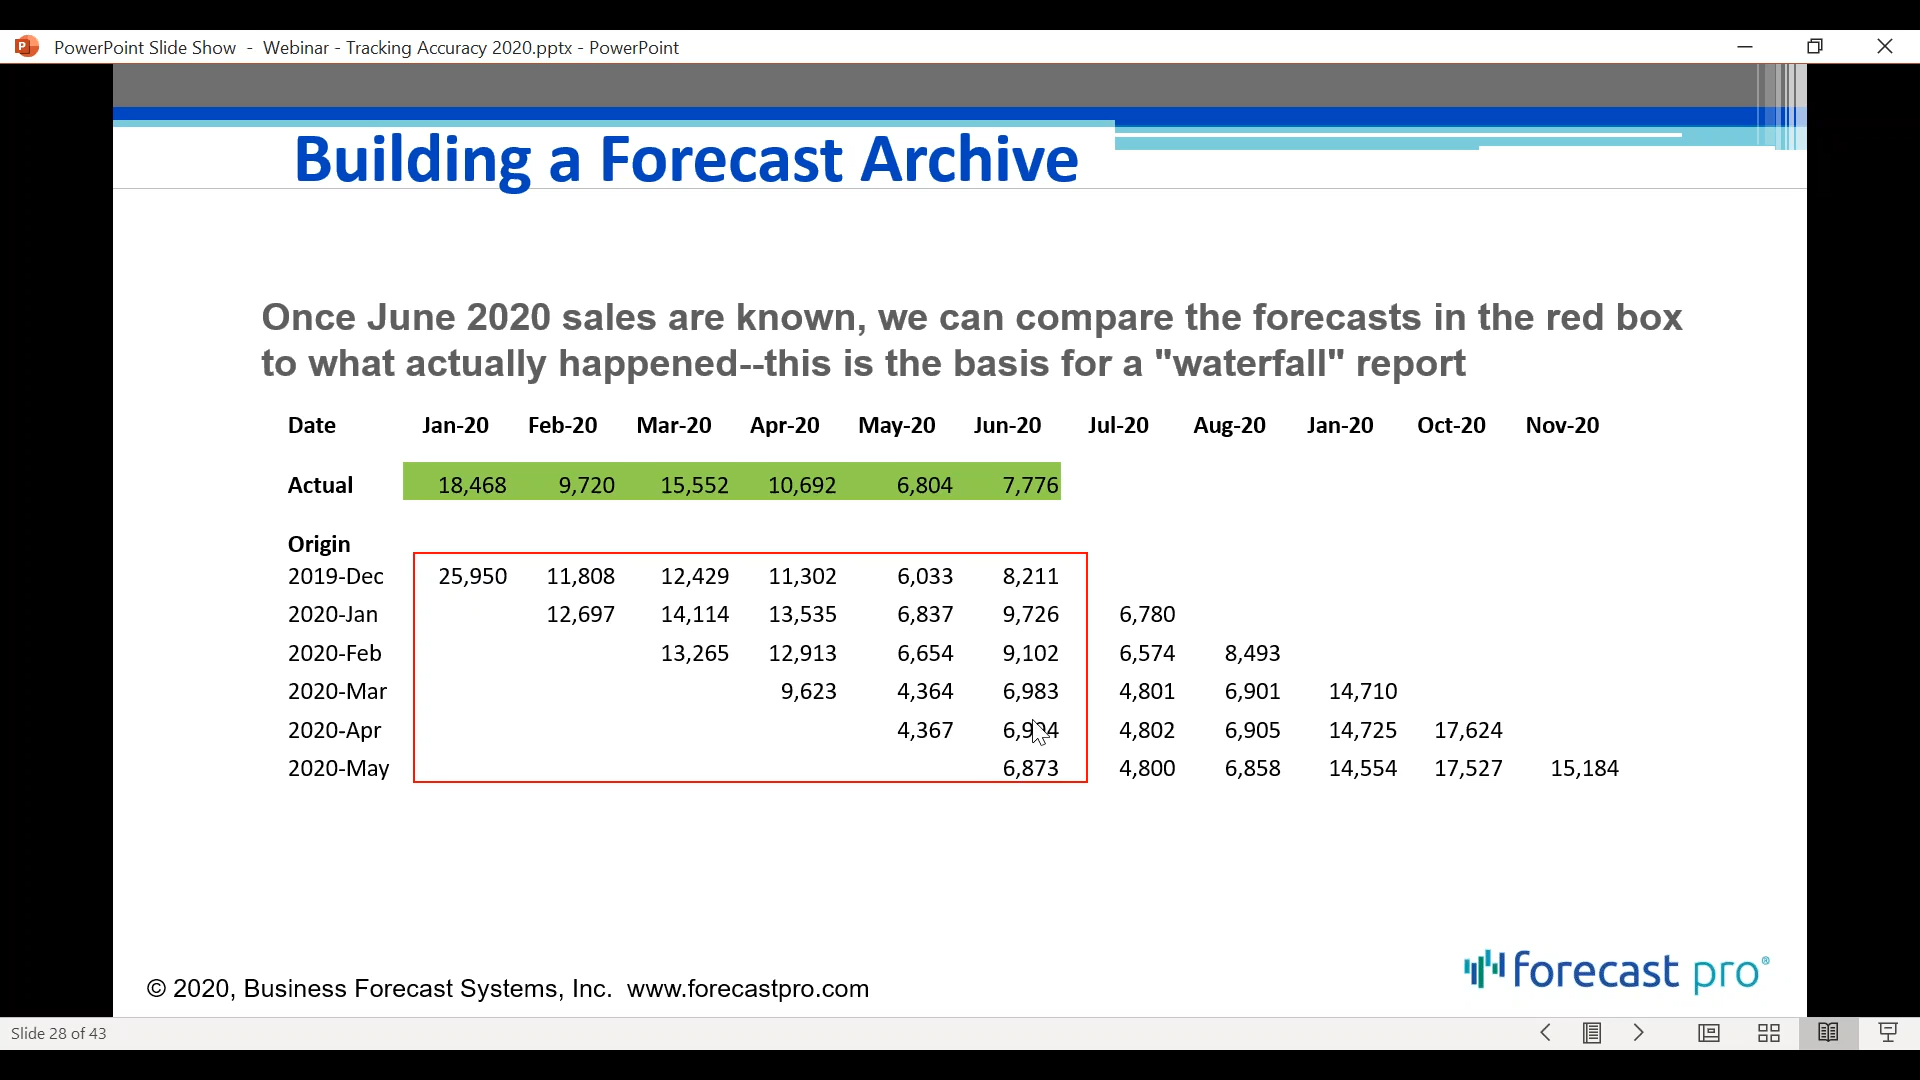 PowerPoint Slide Show - Webinar - Tracking Accuracy 2020.pptx - PowerPoint
Building a Forecast Archive
Once June 2020 sales are known, we can compare the forecasts in the red box
to what actually happened--this is the basis for a "waterfall" report
Date Jan-20 Feb-20 Mar-20 Apr-20 May-20 Jun-20 Jul-20 Aug-20 Jan-20 Oct-20 Nov-20
Actual 18,468 9,720 15,552 10,692 6,804 7,776
Origin
2019-Dec 25,950 11,808 12,429 11,302 6,033 8,211
2020-Jan 12,697 14,114 13,535 6,837 9,726 6,780
2020-Feb 13,265 12,913 6,654 9,102 6,574 8,493
2020-Mar 9,623 4,364 6,983 4,801 6,901 14,710
2020-Apr 4,367 4,802 6,905 14,725 17,624
2020-May 6,873 4,800 6,858 14,554 17,527 15,184
forecast pro®
© 2020, Business Forecast Systems, Inc. www.forecastpro.com
Slide 28 of 43